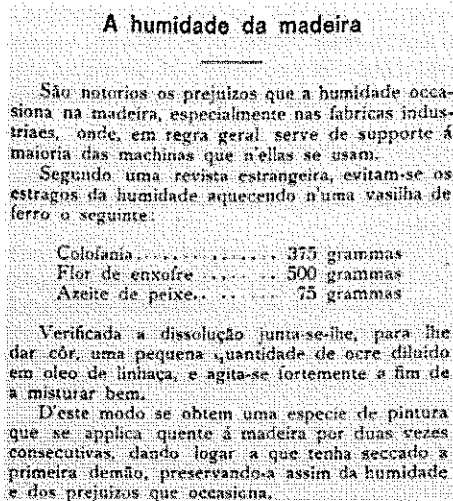 A humidade da madeira
São notorios os prejuizos que a humidade occa-
siona na madeira, especialmente nas fabricas indus-
triaes, onde, em regra geral serve de supporte á
maioria das machinas que n'ellas se usam.
Segundo uma revista estrangeira, evitam-se os
estragos da humidade aquecendo n'uma vasilha de
ferro o seguinte:
Colofania.............. 375 grammas
Flor de enxofre ........ 500 grammas
Azeite de peixe........ 75 grammas
Verificada a dissolução junta-se-lhe, para lhe
dar côr, uma pequena quantidade de ocre diluido
em oleo de linhaça, e agita-se fortemente a fim de
a misturar bem.
D'este modo se obtem uma especie de pintura
que se applica quente á madeira por duas vezes
consecutivas, dando logar a que tenha seccado a
primeira demão, preservando-a assim da humidade
e dos prejuizos que occasiona.